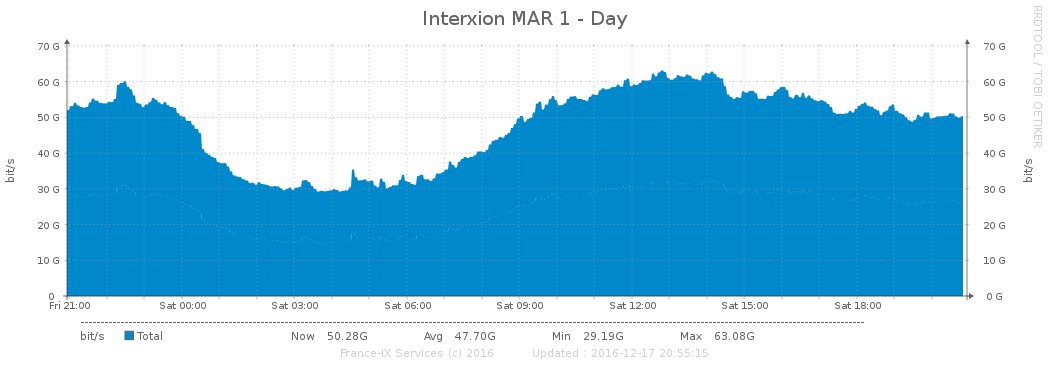 Interxion MAR 1 - Day
RRDTOOL / TOBI OETIKER
bit/s
70 G 70 G
60 G 60 G
50 G 50 G
40 G 40 G
30 G 30 G
20 G 20 G
10 G 10 G
0 0 G
bit/s
Fri 21:00 Sat 00:00 Sat 03:00 Sat 06:00 Sat 09:00 Sat 12:00 Sat 15:00 Sat 18:00
bit/s Total Now 50.28G Avg 47.70G Min 29.19G Max 63.08G
France-IX Services (c) 2016 Updated : 2016-12-17 20:55:15